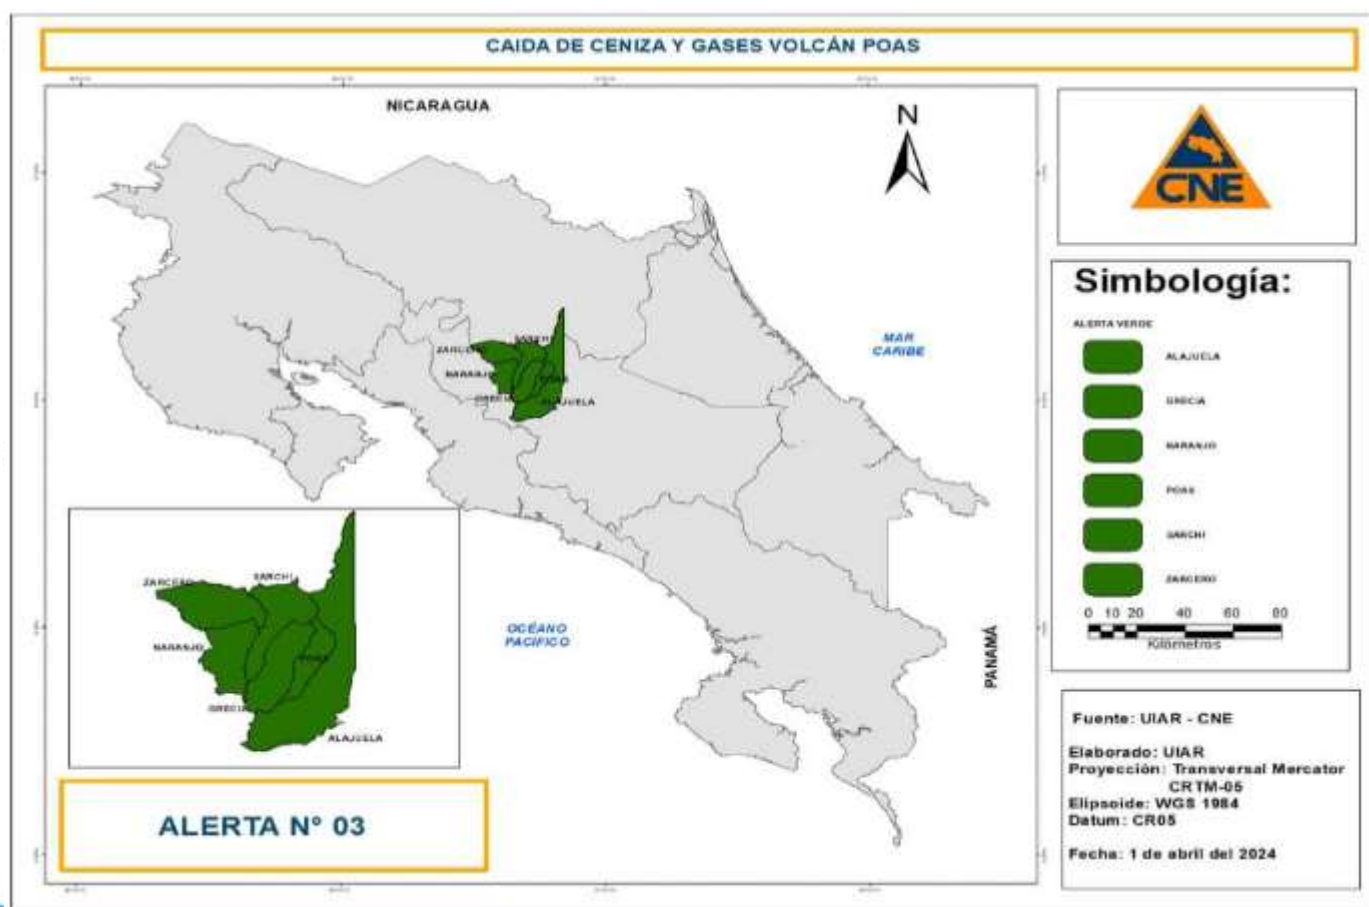 CAIDA DE CENIZA Y GASES VOLCÁN POAS
NICARAGUA
N
CNE
MAR
CARIBE
SARCHI
ZARCERO
NARANJO
POAS
GRECIA
ALAJUELA
OCÉANO
PACIFICO
PANAMÁ
ZARCERO
SARCHI
NARANJO
POAS
GRECIA
ALAJUELA
ALERTA N° 03
Simbología:
ALERTA VERDE
ALAJUELA
GRECIA
NARANJO
POAS
SARCHI
ZARCERO
0 10 20 40 60 80
Kilómetros
Fuente: UIAR - CNE
Elaborado: UIAR
Proyección: Transversal Mercator
CRTM-05
Elipsoide: WGS 1984
Datum: CR05
Fecha: 1 de abril del 2024